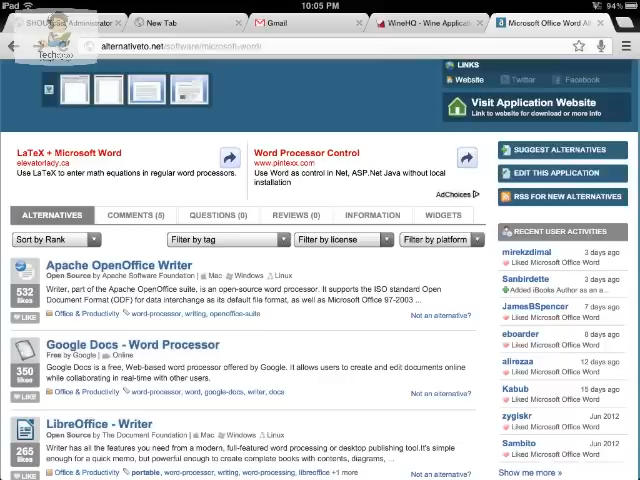 iPad
10:05 PM
94%
SHOUTcast Administrator
New Tab
Gmail
WineHQ - Wine Applicati
Microsoft Office Word Al
alternativeto.net/software/microsoft-word/
LINKS
Website
Twitter
Facebook
Visit Application Website
Link to website for download or more info
LaTeX + Microsoft Word
elevatorlady.ca
Use LaTeX to enter math equations in regular word processors.
Word Processor Control
www.pintexx.com
Use Word as control in Net, ASP.Net Java without local
installation
AdChoices
SUGGEST ALTERNATIVES
EDIT THIS APPLICATION
RSS FOR NEW ALTERNATIVES
ALTERNATIVES
COMMENTS (5)
QUESTIONS (0)
REVIEWS (0)
INFORMATION
WIDGETS
Sort by Rank
Filter by tag
Filter by license
Filter by platform
Apache OpenOffice Writer
Open Source by Apache Software Foundation | Mac Windows Linux
532
likes
LIKE
Writer, part of the Apache OpenOffice suite, is an open-source word processor. It supports the ISO standard Open
Document Format (ODF) for data interchange as its default file format, as well as Microsoft Office 97-2003 ...
Office & Productivity word-processor, writing, openoffice-suite
Not an alternative?
Google Docs - Word Processor
Free by Google | Online
350
likes
LIKE
Google Docs is a free, Web-based word processor offered by Google. It allows users to create and edit documents online
while collaborating in real-time with other users.
Office & Productivity word-processor, word, google-docs, writer, docs
Not an alternative?
LibreOffice - Writer
Open Source by The Document Foundation | Mac Windows Linux
265
likes
LIKE
Writer has all the features you need from a modern, full-featured word processing or desktop publishing tool.It's simple
enough for a quick memo, but powerful enough to create complete books with contents, diagrams, ...
Office & Productivity portable, word-processor, writing, word-processing, libreoffice +1 more
Not an alternative?
RECENT USER ACTIVITIES
mirekzdimal 3 days ago
Liked Microsoft Office Word
Sanbirdette 3 days ago
Added iBooks Author as an a...
JamesBSpencer 7 days ago
Liked Microsoft Office Word
eboarder 8 days ago
Liked Microsoft Office Word
alirezaa 12 days ago
Liked Microsoft Office Word
Kabub 15 days ago
Liked Microsoft Office Word
zygiskr Jun 2012
Liked Microsoft Office Word
Sambito Jun 2012
Liked Microsoft Office Word
Show me more »